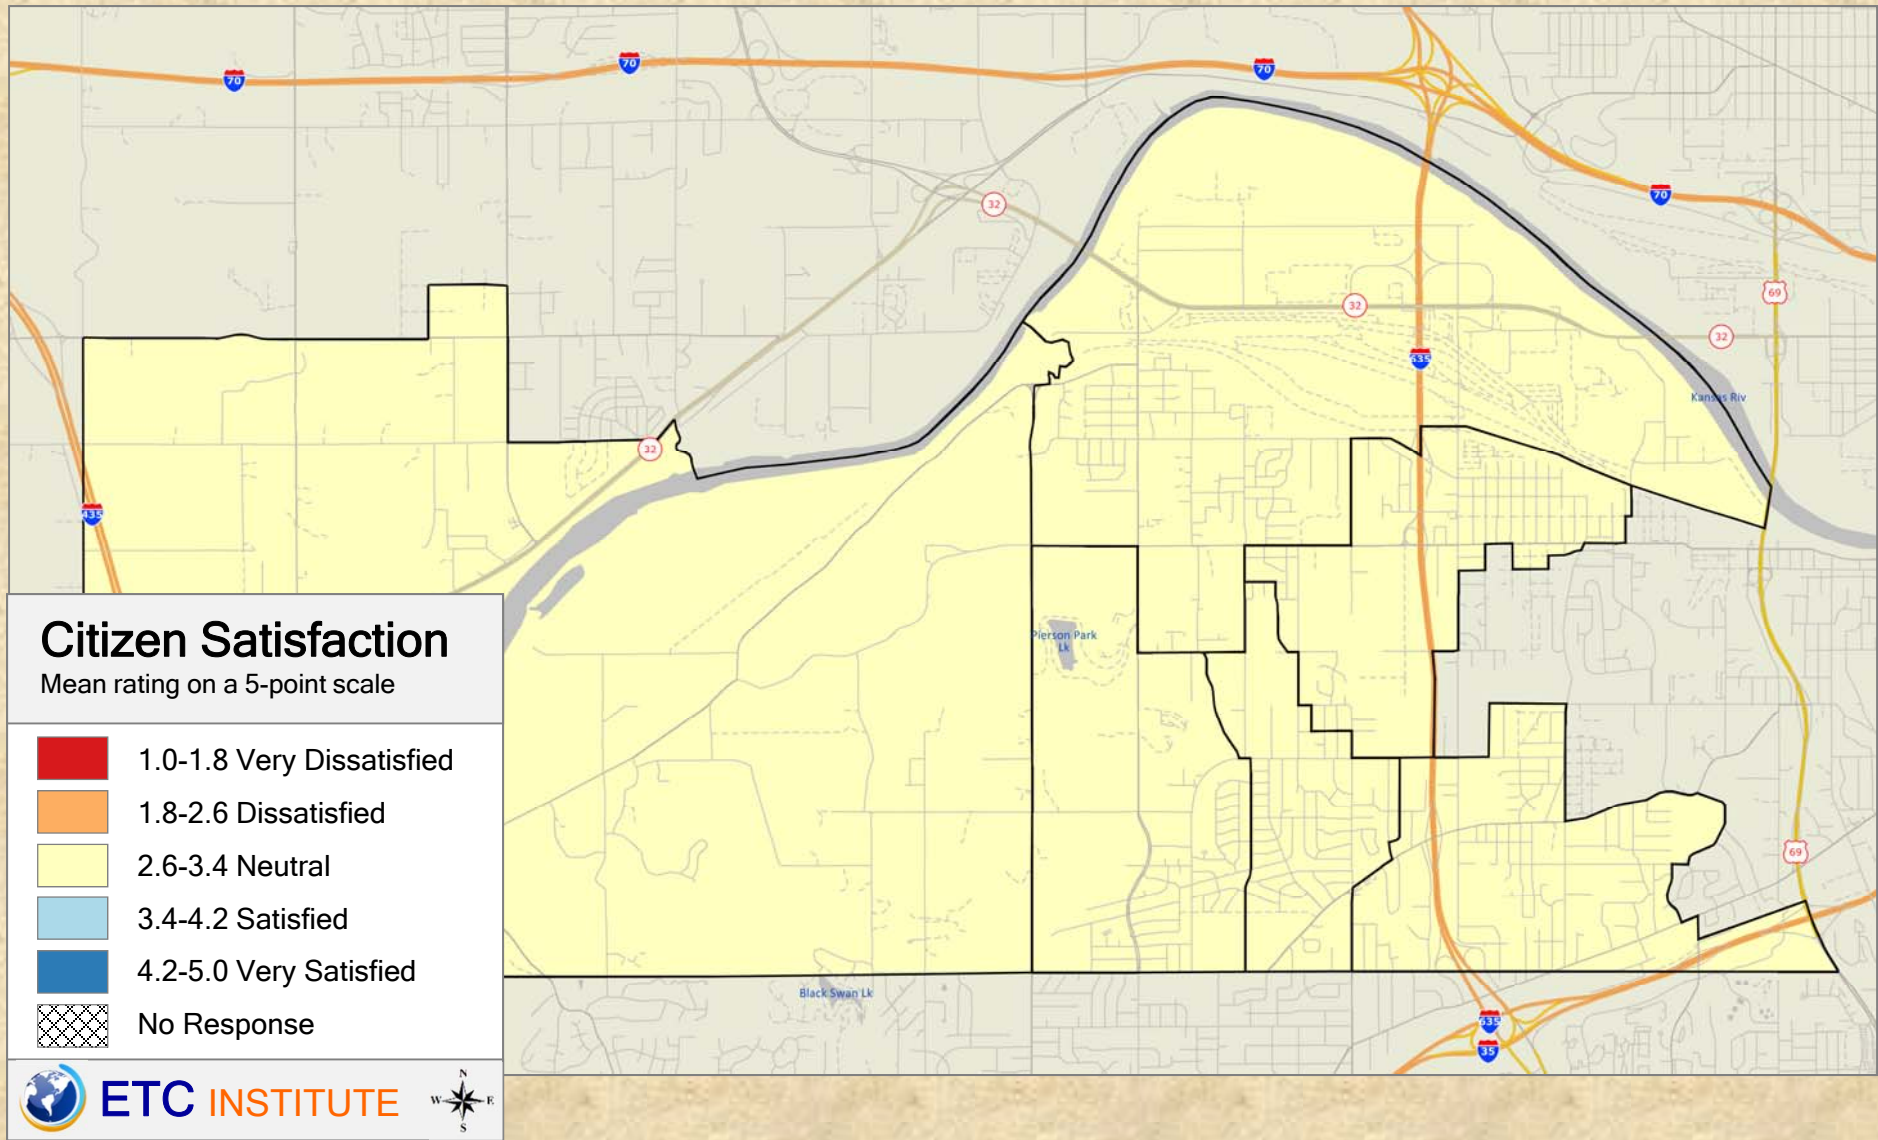 70
70
70
70
32
69
32
32
635
Kansas Riv
32
435
Pierson Park
Lk
69
Black Swan Lk
635
35
Citizen Satisfaction
Mean rating on a 5-point scale
1.0-1.8 Very Dissatisfied
1.8-2.6 Dissatisfied
2.6-3.4 Neutral
3.4-4.2 Satisfied
4.2-5.0 Very Satisfied
No Response
ETC INSTITUTE
N
W E
S